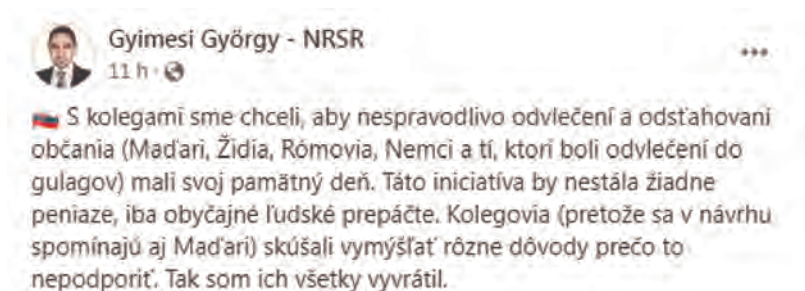 Gyimesi György - NRSR
11 h ·
S kolegami sme chceli, aby nespravodlivo odvlečení a odsťahovaní
občania (Maďari, Židia, Rómovia, Nemci a tí, ktorí boli odvlečení do
gulagov) mali svoj pamätný deň. Táto iniciatíva by nestála žiadne
peniaze, iba obyčajné ľudské prepáčte. Kolegovia (pretože sa v návrhu
spomínajú aj Maďari) skúšali vymýšľať rôzne dôvody prečo to
nepodporiť. Tak som ich všetky vyvrátil.